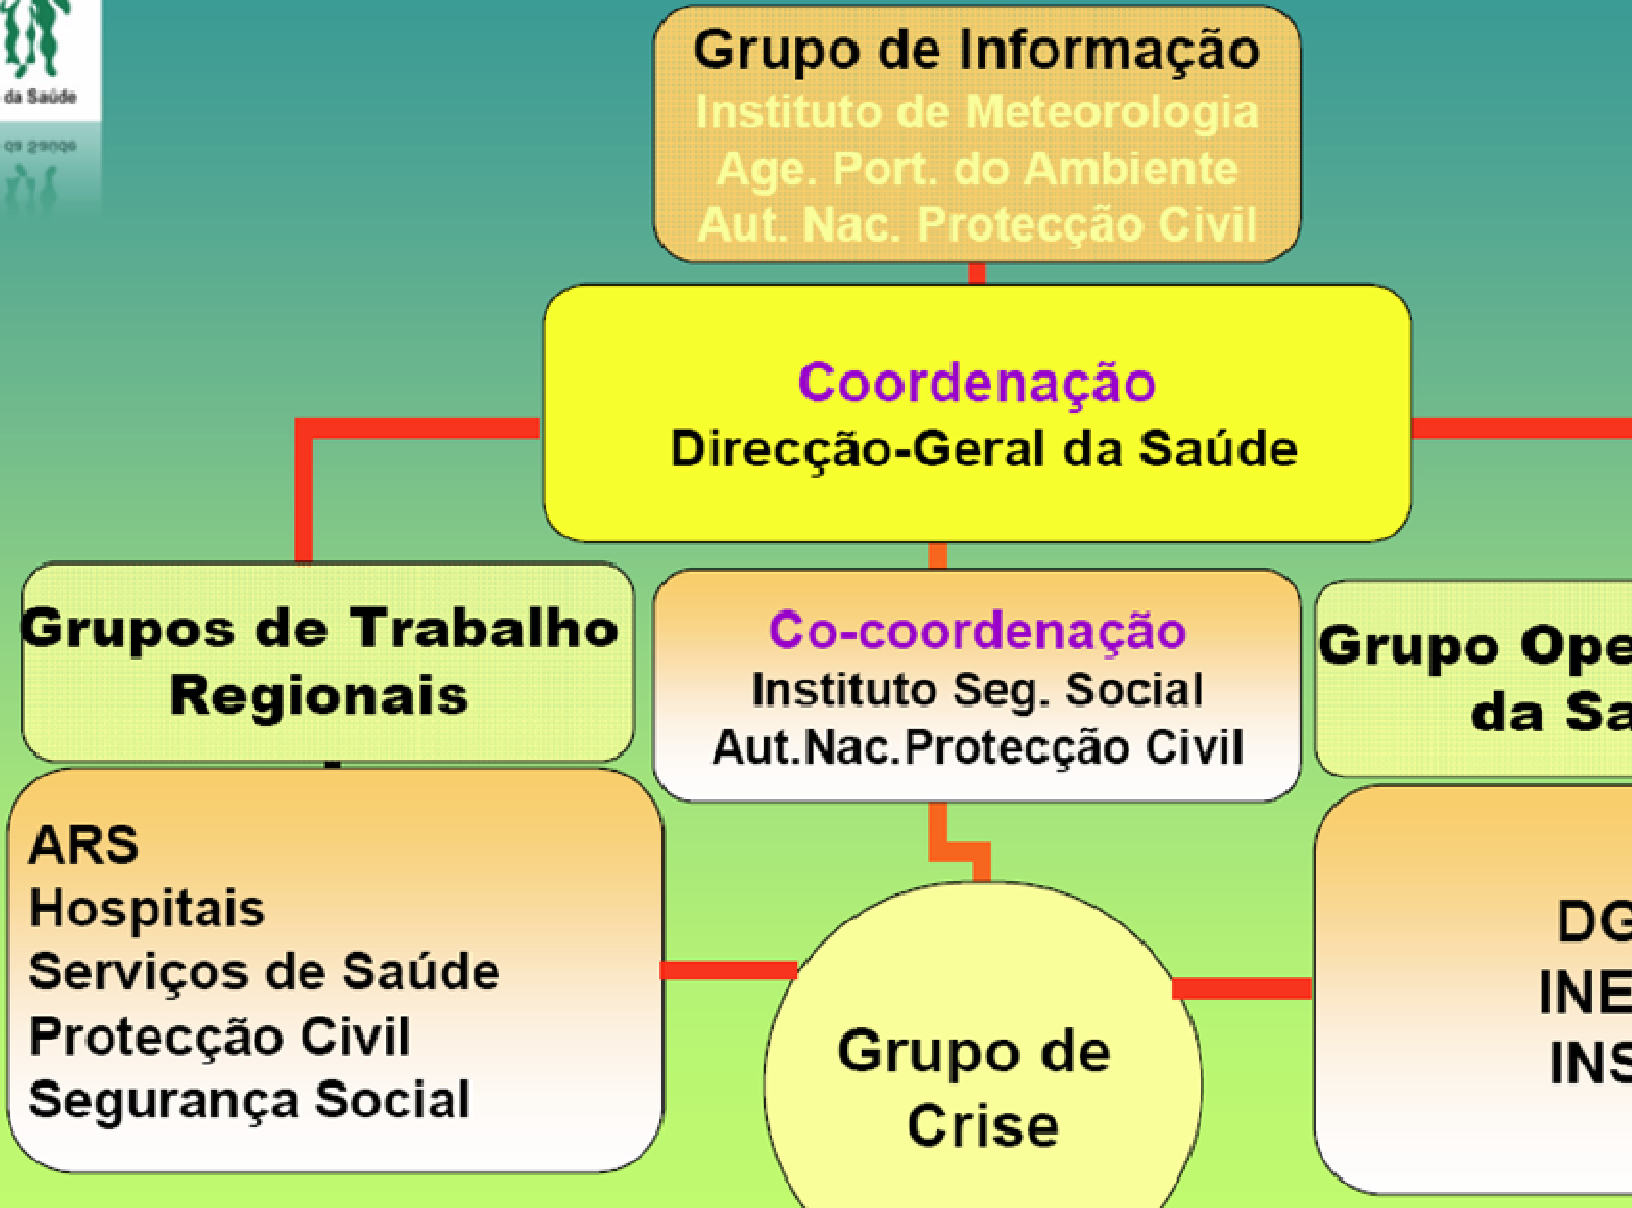 da Saúde
Grupo de Informação
Instituto de Meteorologia
Age. Port. do Ambiente
Aut. Nac. Protecção Civil
Coordenação
Direcção-Geral da Saúde
Grupos de Trabalho
Regionais
Co-coordenação
Instituto Seg. Social
Aut.Nac.Protecção Civil
Grupo Ope
da Sa
ARS
Hospitais
Serviços de Saúde
Protecção Civil
Segurança Social
Grupo de
Crise
DG
INE
INS